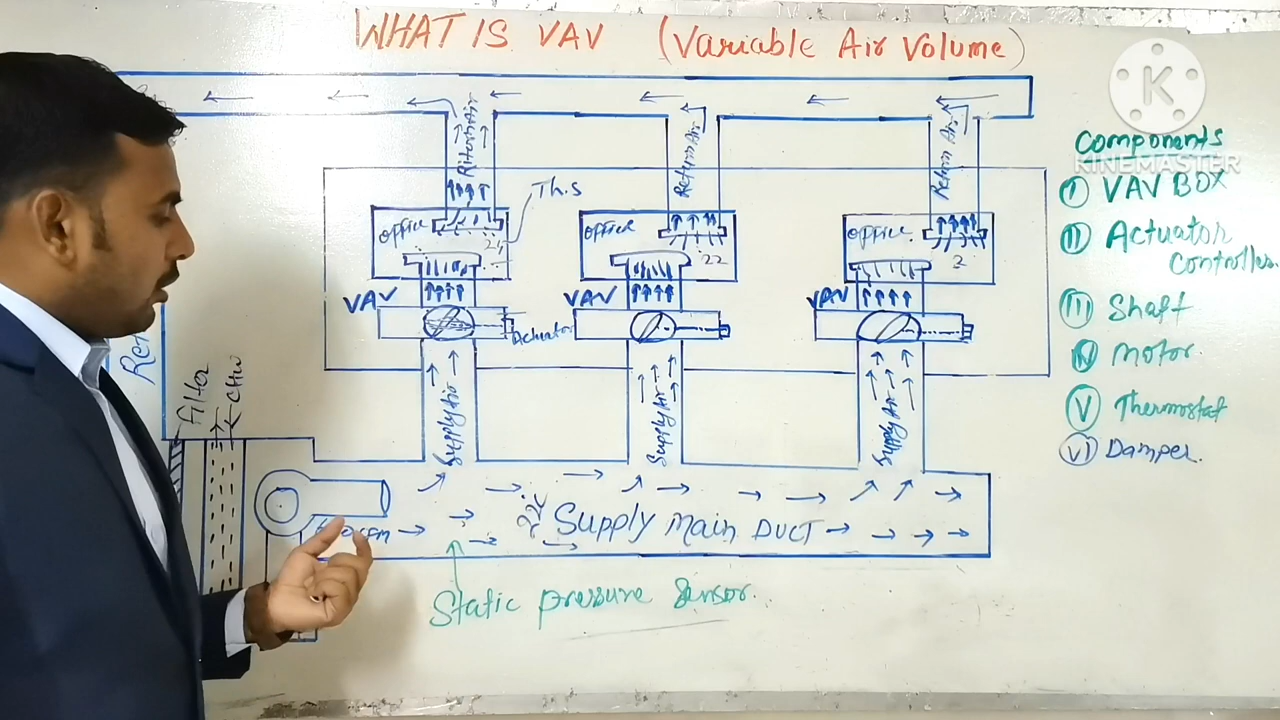 WHAT IS VAV (Variable Air Volume)
K
KINEMASTER
Components
I VAV BOX
II Actuator
Controller.
III Shaft
IV Motor.
V Thermostat
VI Damper.
Th.S
Return Air
Return Air
office
24
office
22
office.
VAV
VAV
VAV
Actuator
Ret
Filter
CHW
Supply Air
Supply Air
Supply Air
22°
Supply main DUCT
Static pressure Sensor.